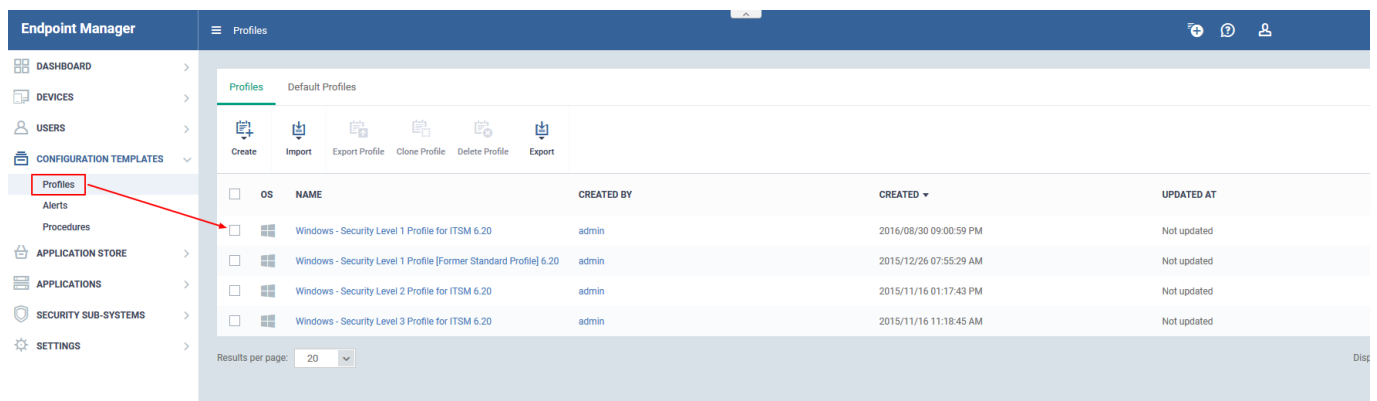 Endpoint Manager
Profiles
DASHBOARD
DEVICES
USERS
CONFIGURATION TEMPLATES
Profiles
Alerts
Procedures
APPLICATION STORE
APPLICATIONS
SECURITY SUB-SYSTEMS
SETTINGS
Profiles Default Profiles
Create Import Export Profile Clone Profile Delete Profile Export
OS NAME CREATED BY CREATED UPDATED AT
Windows - Security Level 1 Profile for ITSM 6.20 admin 2016/08/30 09:00:59 PM Not updated
Windows - Security Level 1 Profile [Former Standard Profile] 6.20 admin 2015/12/26 07:55:29 AM Not updated
Windows - Security Level 2 Profile for ITSM 6.20 admin 2015/11/16 01:17:43 PM Not updated
Windows - Security Level 3 Profile for ITSM 6.20 admin 2015/11/16 11:18:45 AM Not updated
Results per page: 20
Disp